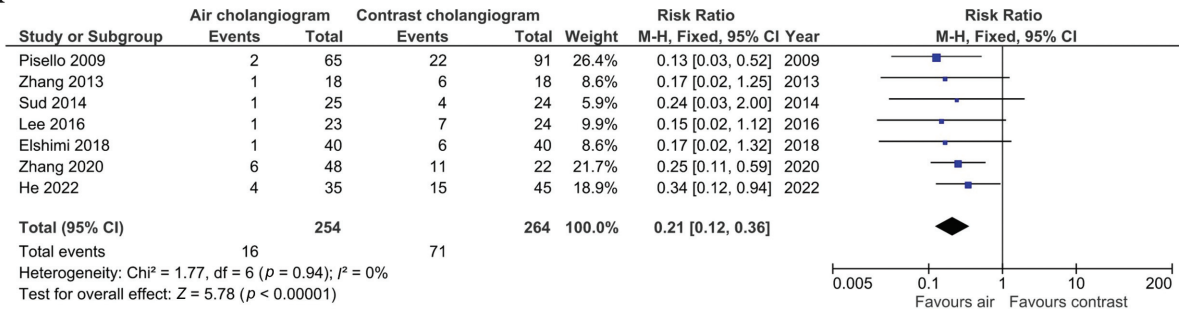 Air cholangiogram Contrast cholangiogram Risk Ratio Risk Ratio
Study or Subgroup Events Total Events Total Weight M-H, Fixed, 95% CI Year M-H, Fixed, 95% CI
Pisello 2009 2 65 22 91 26.4% 0.13 [0.03, 0.52] 2009
Zhang 2013 1 18 6 18 8.6% 0.17 [0.02, 1.25] 2013
Sud 2014 1 25 4 24 5.9% 0.24 [0.03, 2.00] 2014
Lee 2016 1 23 7 24 9.9% 0.15 [0.02, 1.12] 2016
Elshimi 2018 1 40 6 40 8.6% 0.17 [0.02, 1.32] 2018
Zhang 2020 6 48 11 22 21.7% 0.25 [0.11, 0.59] 2020
He 2022 4 35 15 45 18.9% 0.34 [0.12, 0.94] 2022
Total (95% CI) 254 264 100.0% 0.21 [0.12, 0.36]
Total events 16 71
Heterogeneity: Chi² = 1.77, df = 6 (p = 0.94); I² = 0%
Test for overall effect: Z = 5.78 (p < 0.00001)
0.005 0.1 1 10 200
Favours air Favours contrast